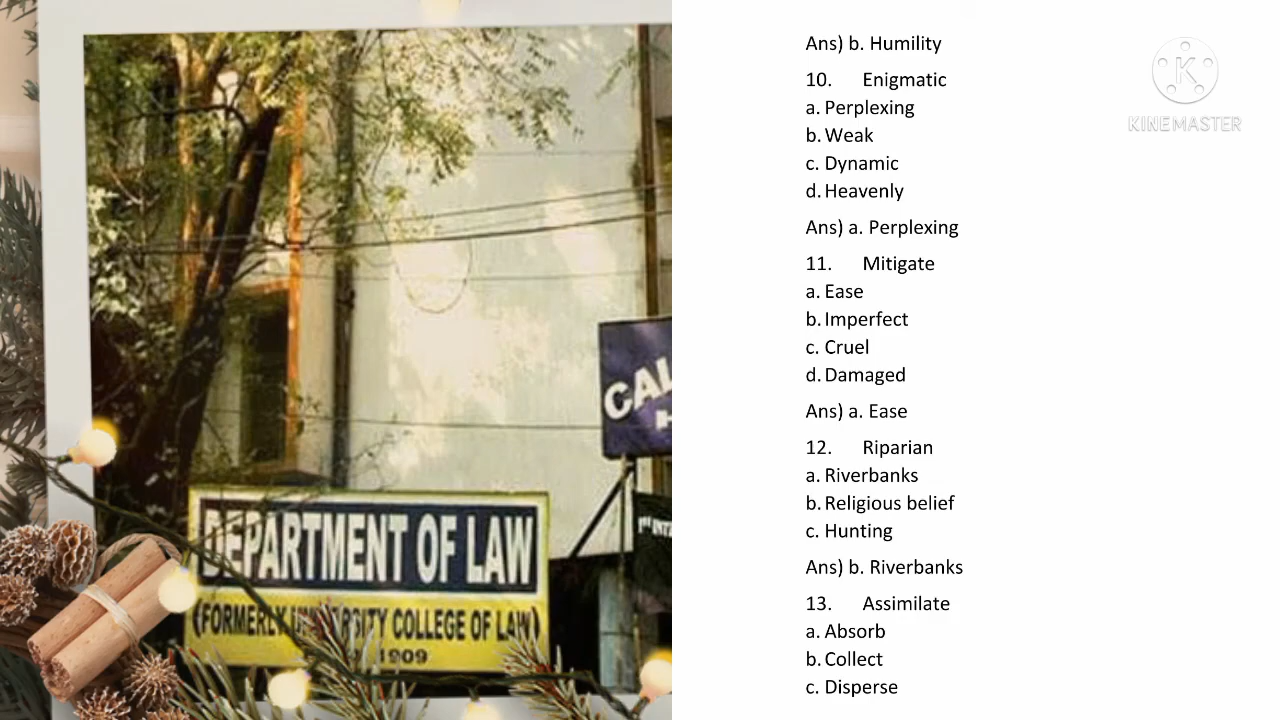 Ans) b. Humility
10. Enigmatic
a. Perplexing
b. Weak
c. Dynamic
d. Heavenly
Ans) a. Perplexing
11. Mitigate
a. Ease
b. Imperfect
c. Cruel
d. Damaged
Ans) a. Ease
12. Riparian
a. Riverbanks
b. Religious belief
c. Hunting
Ans) b. Riverbanks
13. Assimilate
a. Absorb
b. Collect
c. Disperse
KINEMASTER
DEPARTMENT OF LAW
(FORMERLY UNIVERSITY COLLEGE OF LAW)
1909